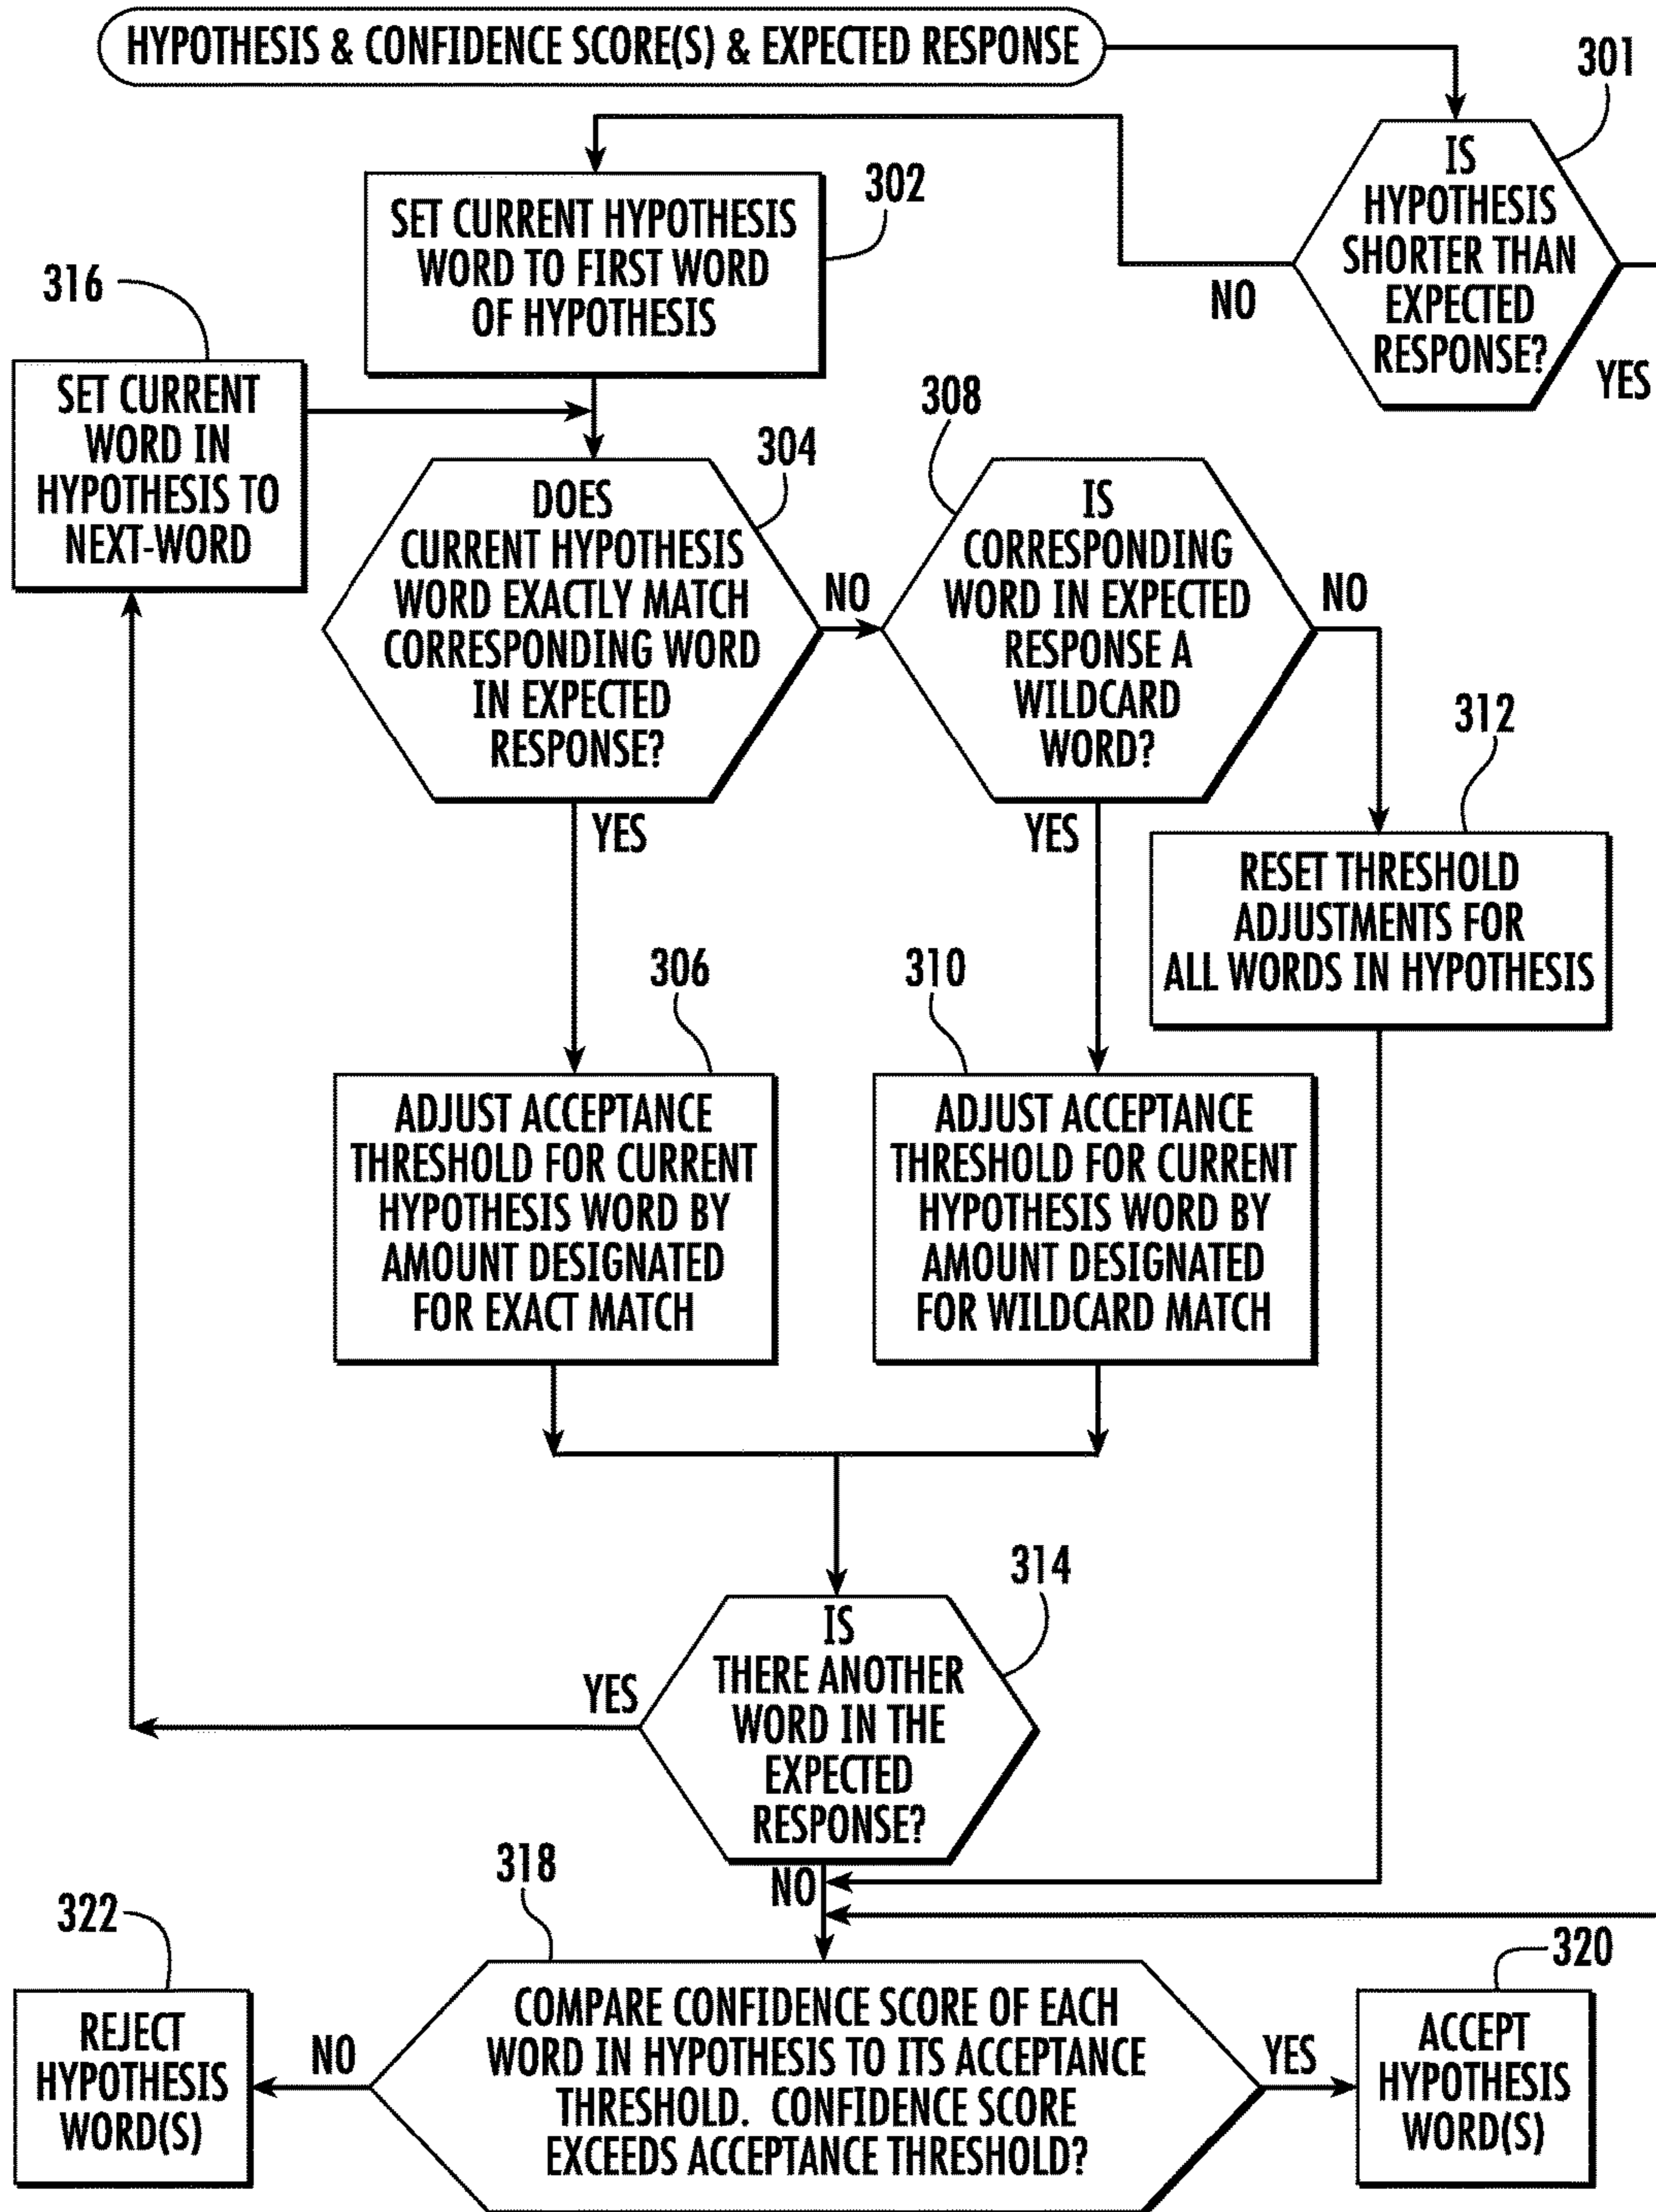 HYPOTHESIS & CONFIDENCE SCORE(S) & EXPECTED RESPONSE
301
IS
HYPOTHESIS
SHORTER THAN
EXPECTED
RESPONSE?
NO
YES
302
SET CURRENT HYPOTHESIS
WORD TO FIRST WORD
OF HYPOTHESIS
316
SET CURRENT
WORD IN
HYPOTHESIS TO
NEXT-WORD
304
DOES
CURRENT HYPOTHESIS
WORD EXACTLY MATCH
CORRESPONDING WORD
IN EXPECTED
RESPONSE?
NO
YES
308
IS
CORRESPONDING
WORD IN EXPECTED
RESPONSE A
WILDCARD
WORD?
NO
YES
312
RESET THRESHOLD
ADJUSTMENTS FOR
ALL WORDS IN HYPOTHESIS
306
ADJUST ACCEPTANCE
THRESHOLD FOR CURRENT
HYPOTHESIS WORD BY
AMOUNT DESIGNATED
FOR EXACT MATCH
310
ADJUST ACCEPTANCE
THRESHOLD FOR CURRENT
HYPOTHESIS WORD BY
AMOUNT DESIGNATED
FOR WILDCARD MATCH
314
IS
THERE ANOTHER
WORD IN THE
EXPECTED
RESPONSE?
YES
NO
318
COMPARE CONFIDENCE SCORE OF EACH
WORD IN HYPOTHESIS TO ITS ACCEPTANCE
THRESHOLD. CONFIDENCE SCORE
EXCEEDS ACCEPTANCE THRESHOLD?
NO
YES
322
REJECT
HYPOTHESIS
WORD(S)
320
ACCEPT
HYPOTHESIS
WORD(S)